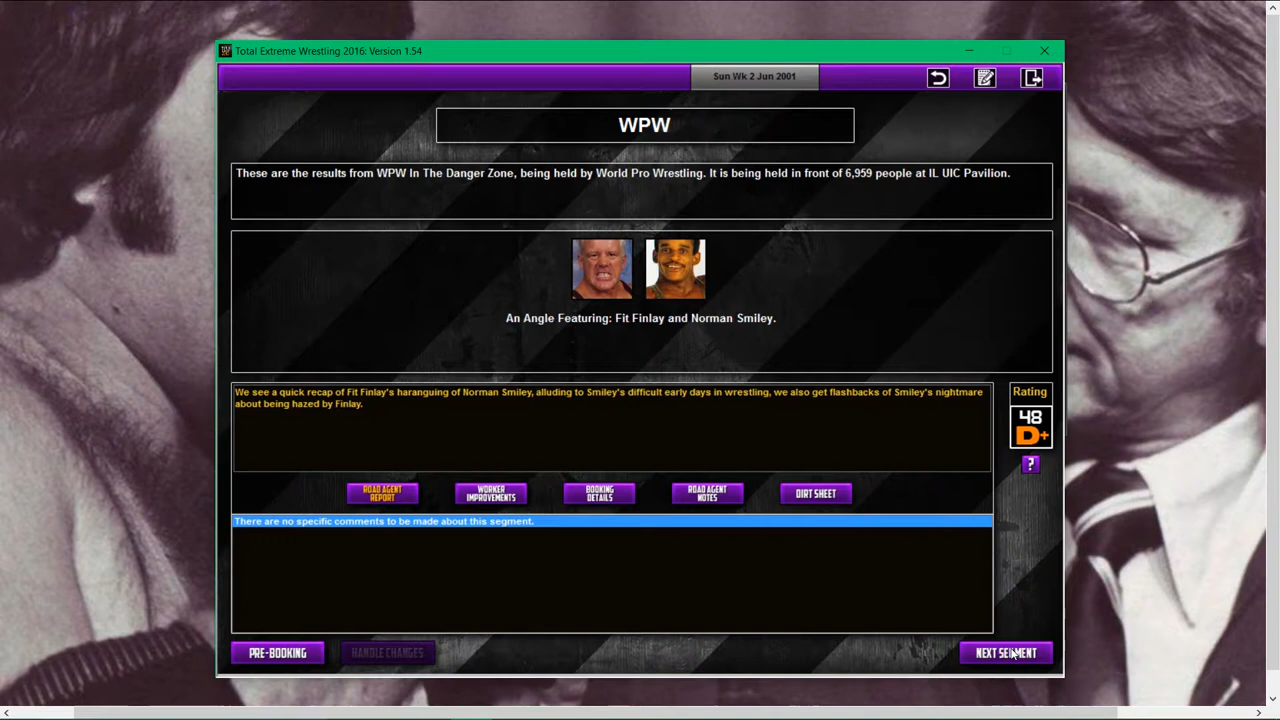 Total Extreme Wrestling 2016: Version 1.54
Sun Wk 2 Jun 2001
WPW
These are the results from WPW In The Danger Zone, being held by World Pro Wrestling. It is being held in front of 6,959 people at IL UIC Pavilion.
An Angle Featuring: Fit Finlay and Norman Smiley.
We see a quick recap of Fit Finlay's haranguing of Norman Smiley, alluding to Smiley's difficult early days in wrestling, we also get flashbacks of Smiley's nightmare
about being hazed by Finlay.
Rating
48
D+
?
ROAD AGENT REPORT
WORKER IMPROVEMENTS
BOOKING DETAILS
ROAD AGENT NOTES
DIRT SHEET
There are no specific comments to be made about this segment.
PRE-BOOKING
HANDLE CHANGES
NEXT SEGMENT